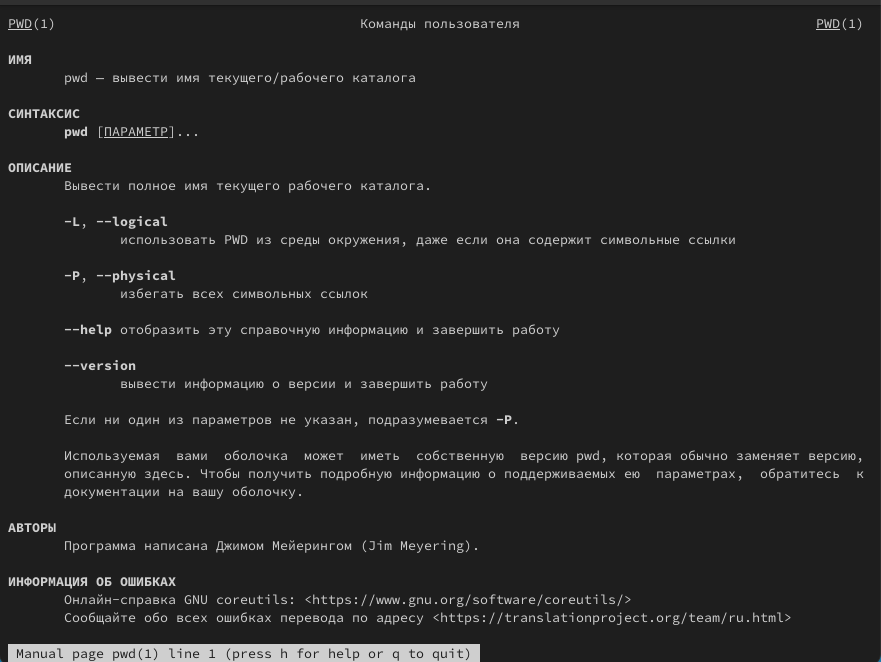 PWD(1) Команды пользователя PWD(1)
ИМЯ
pwd — вывести имя текущего/рабочего каталога
СИНТАКСИС
pwd [ПАРАМЕТР]...
ОПИСАНИЕ
Вывести полное имя текущего рабочего каталога.
-L, --logical
использовать PWD из среды окружения, даже если она содержит символьные ссылки
-P, --physical
избегать всех символьных ссылок
--help отобразить эту справочную информацию и завершить работу
--version
вывести информацию о версии и завершить работу
Если ни один из параметров не указан, подразумевается -P.
Используемая вами оболочка может иметь собственную версию pwd, которая обычно заменяет версию,
описанную здесь. Чтобы получить подробную информацию о поддерживаемых ею параметрах, обратитесь к
документации на вашу оболочку.
АВТОРЫ
Программа написана Джимом Мейерингом (Jim Meyering).
ИНФОРМАЦИЯ ОБ ОШИБКАХ
Онлайн-справка GNU coreutils: <https://www.gnu.org/software/coreutils/>
Сообщайте обо всех ошибках перевода по адресу <https://translationproject.org/team/ru.html>
Manual page pwd(1) line 1 (press h for help or q to quit)